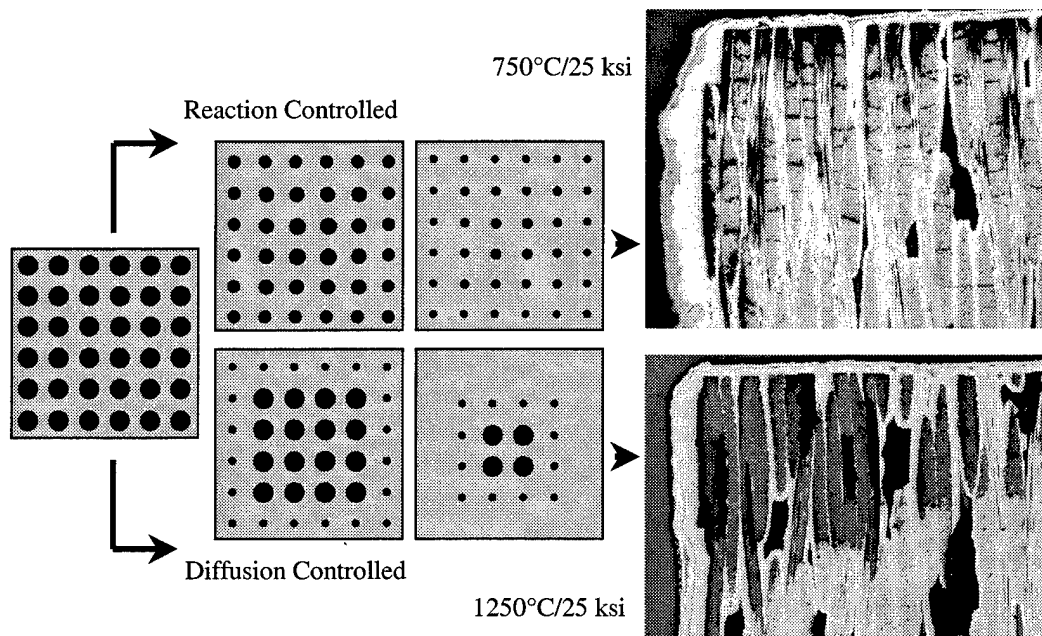 750°C/25 ksi
Reaction Controlled
Diffusion Controlled
1250°C/25 ksi